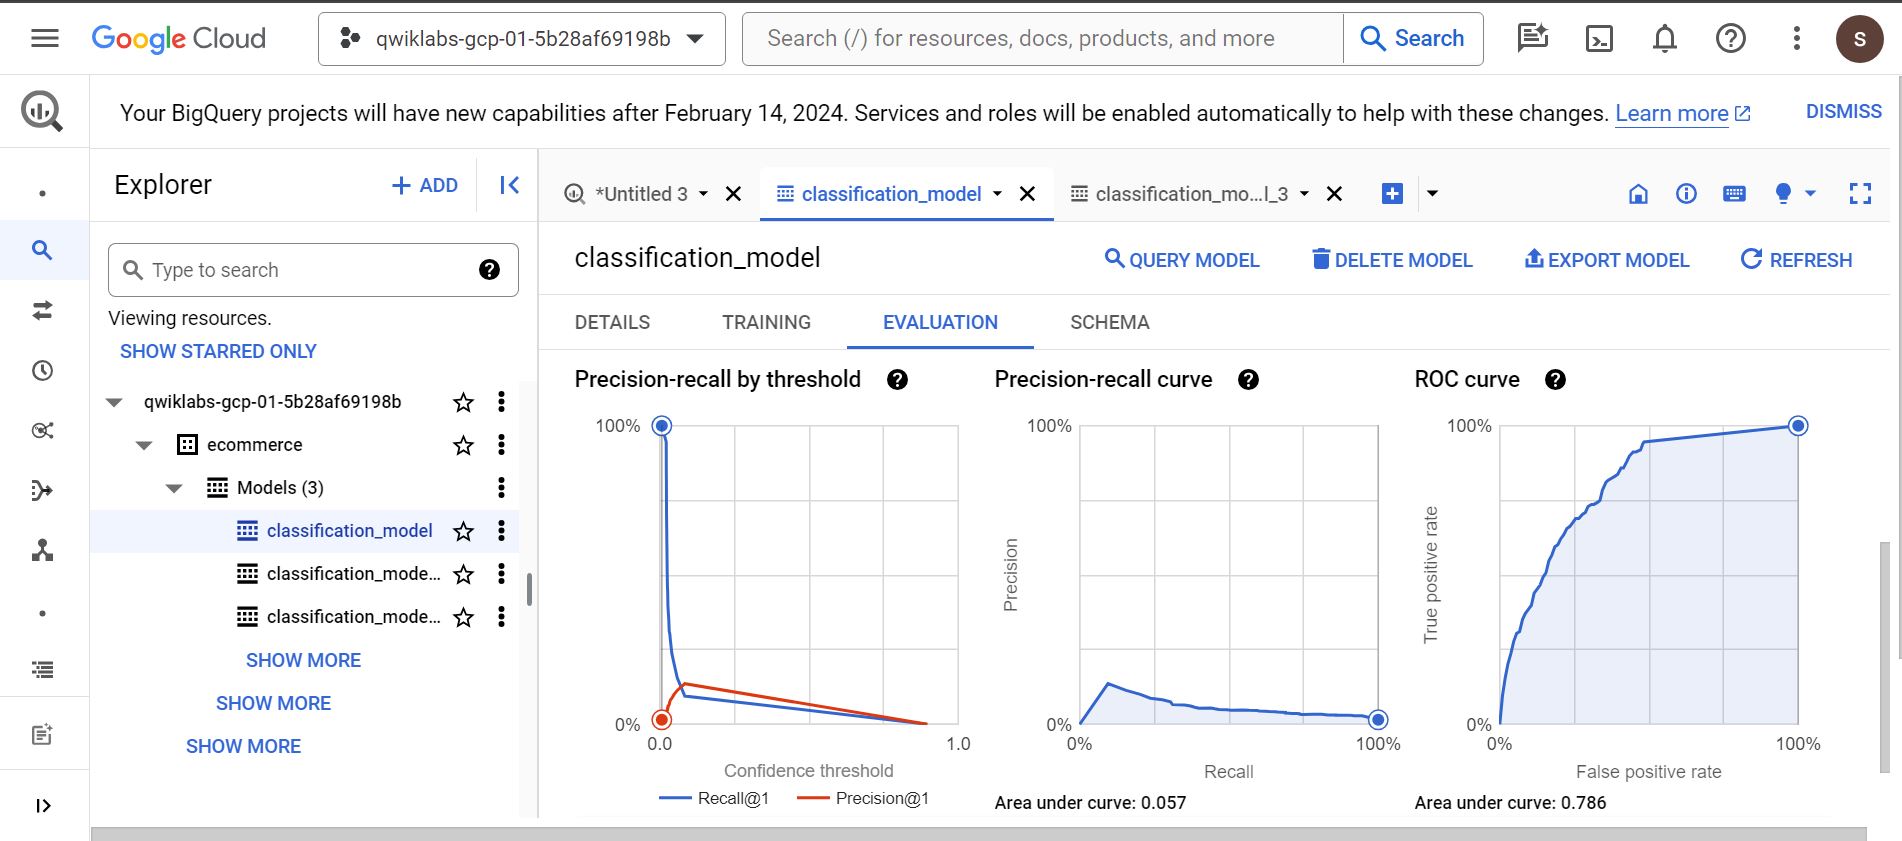 Google Cloud
qwiklabs-gcp-01-5b28af69198b
Search (/) for resources, docs, products, and more
Search
S
Your BigQuery projects will have new capabilities after February 14, 2024. Services and roles will be enabled automatically to help with these changes. Learn more
DISMISS
Explorer
+ ADD
*Untitled 3
classification_model
classification_mo...l_3
Type to search
Viewing resources.
SHOW STARRED ONLY
qwiklabs-gcp-01-5b28af69198b
ecommerce
Models (3)
classification_model
classification_mode...
classification_mode...
SHOW MORE
SHOW MORE
SHOW MORE
classification_model
QUERY MODEL
DELETE MODEL
EXPORT MODEL
REFRESH
DETAILS
TRAINING
EVALUATION
SCHEMA
Precision-recall by threshold
100%
0%
0.0
1.0
Confidence threshold
Recall@1
Precision@1
Precision-recall curve
100%
Precision
0%
0%
100%
Recall
Area under curve: 0.057
ROC curve
100%
True positive rate
0%
0%
100%
False positive rate
Area under curve: 0.786